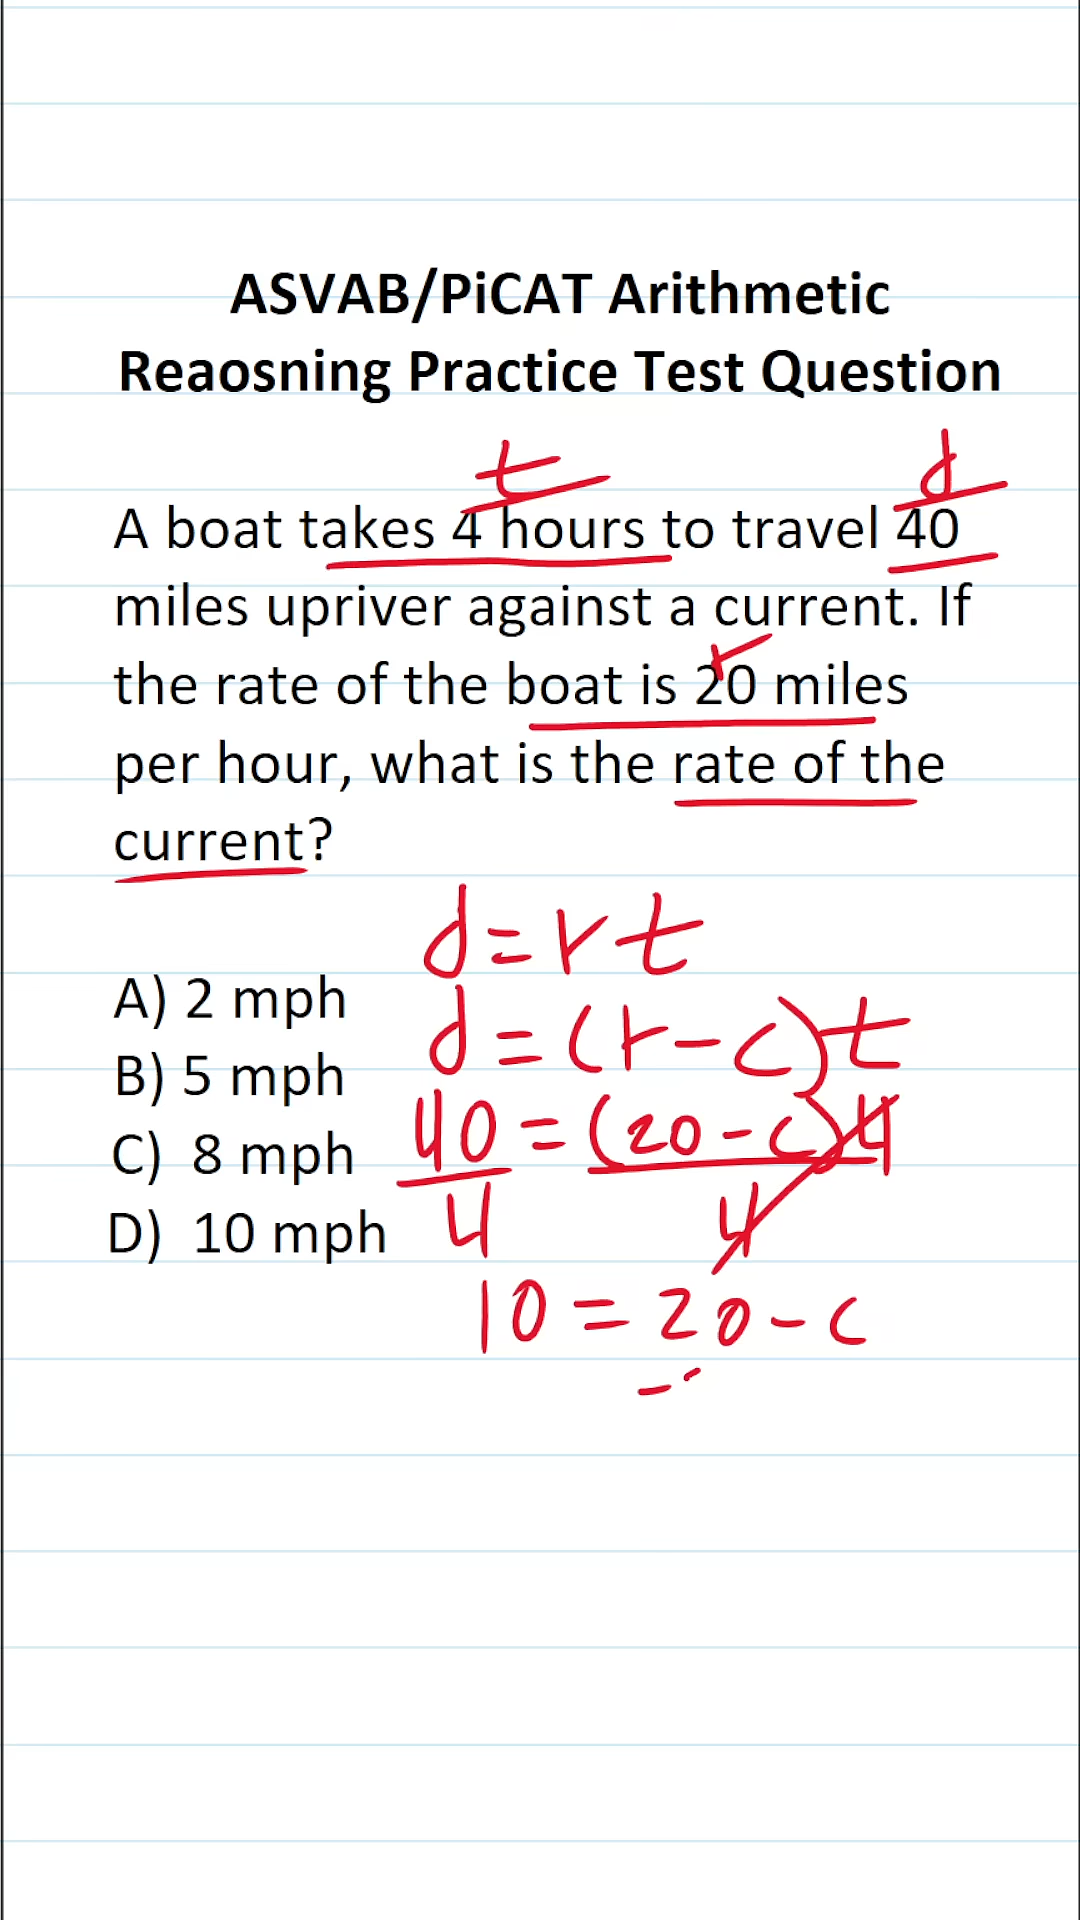 ASVAB/PiCAT Arithmetic
Reaosning Practice Test Question
t d
A boat takes 4 hours to travel 40
miles upriver against a current. If
r
the rate of the boat is 20 miles
per hour, what is the rate of the
current?
d = rt
A) 2 mph
d = (r - c)t
B) 5 mph
40 = (20 - c)4
C) 8 mph
4 4
D) 10 mph
10 = 20 - c